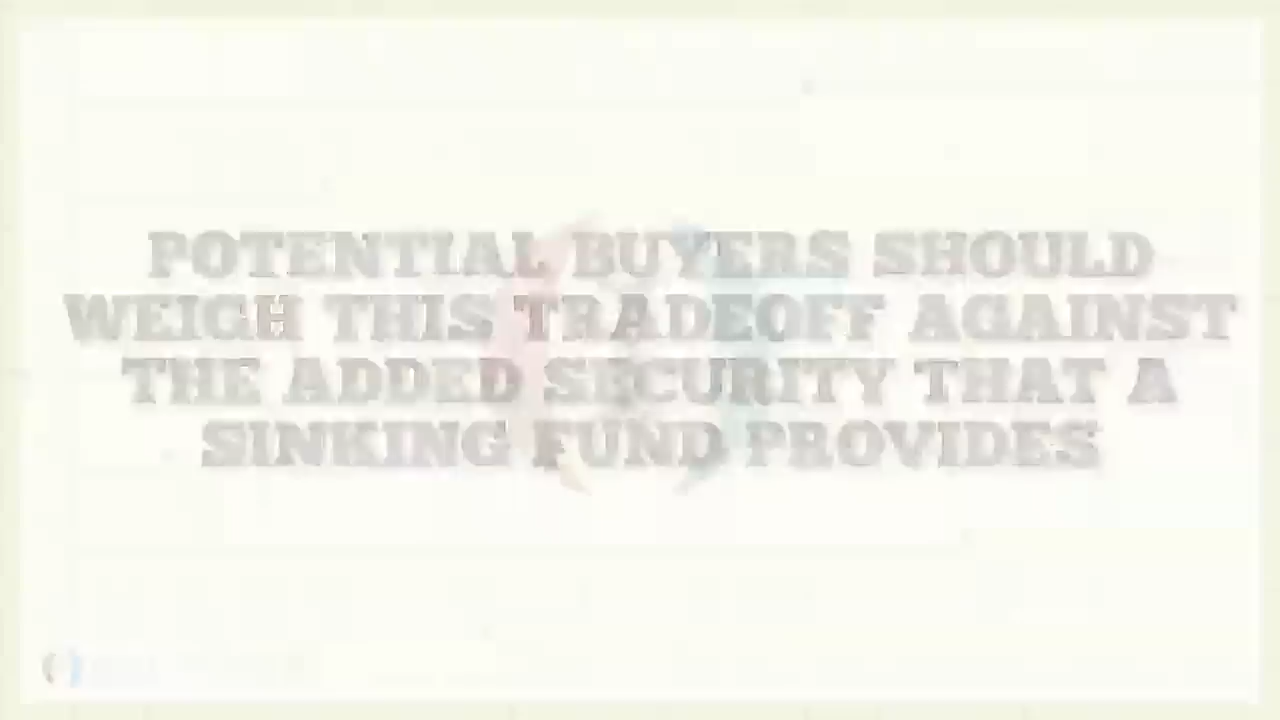 POTENTIAL BUYERS SHOULD
WEIGH THIS TRADEOFF AGAINST
THE ADDED SECURITY THAT A
SINKING FUND PROVIDES